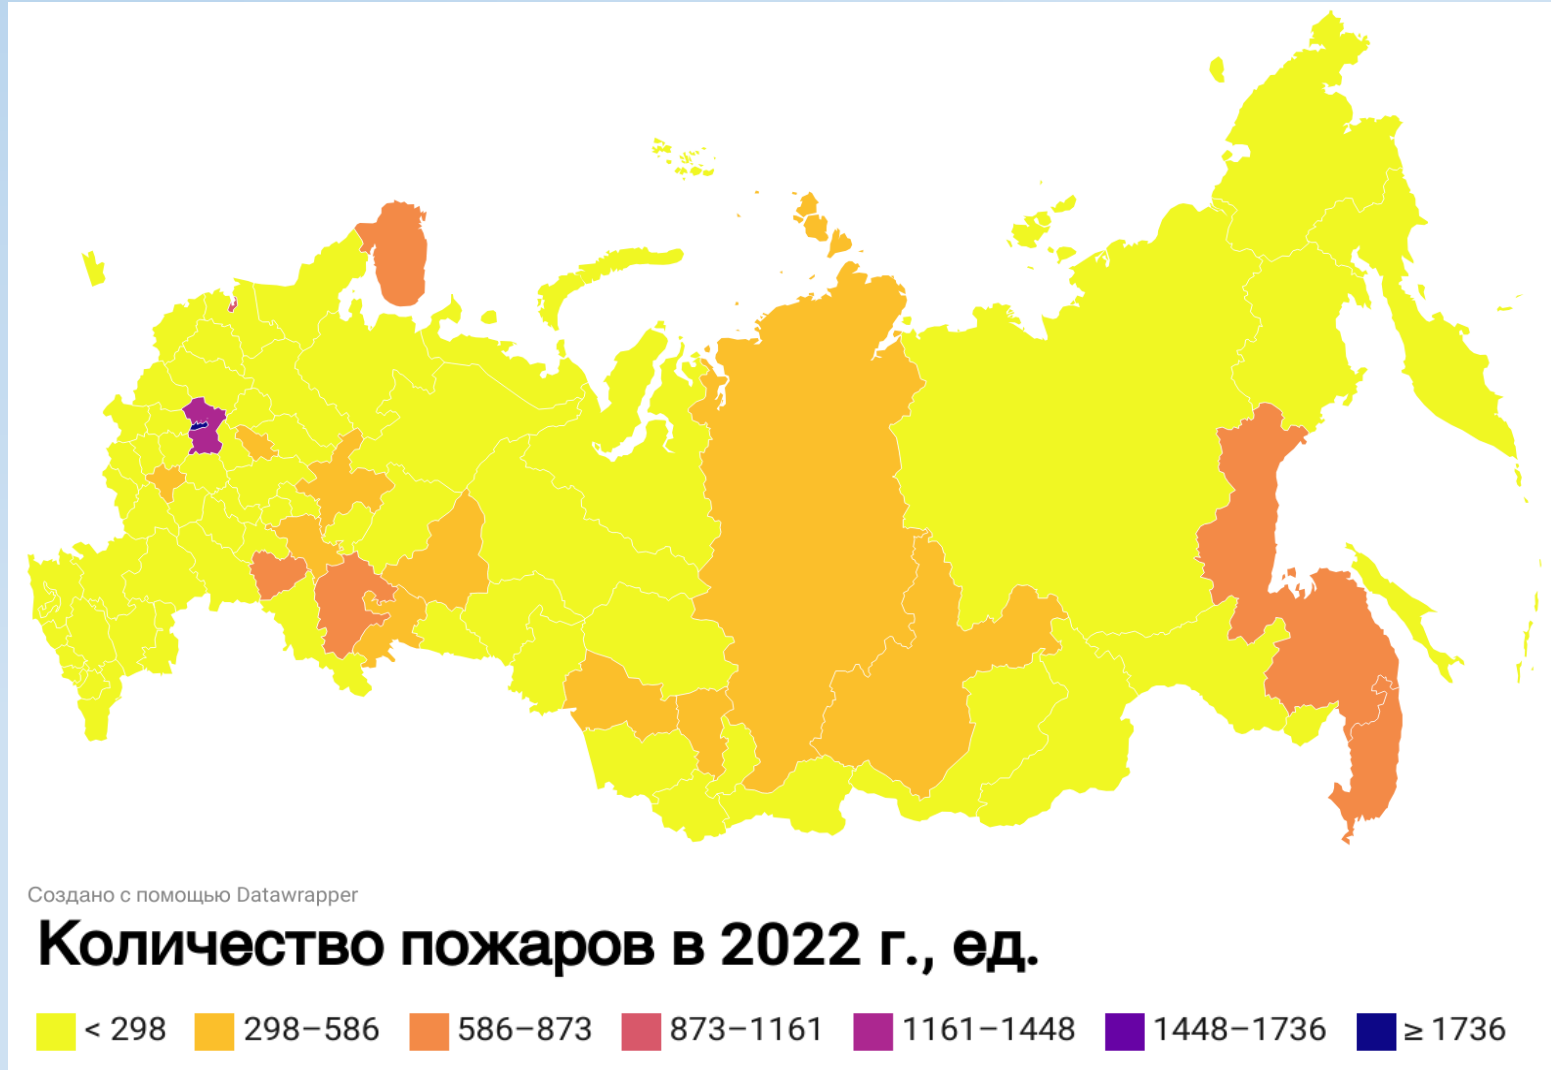 Создано с помощью Datawrapper
Количество пожаров в 2022 г., ед.
< 298 298–586 586–873 873–1161 1161–1448 1448–1736 ≥ 1736